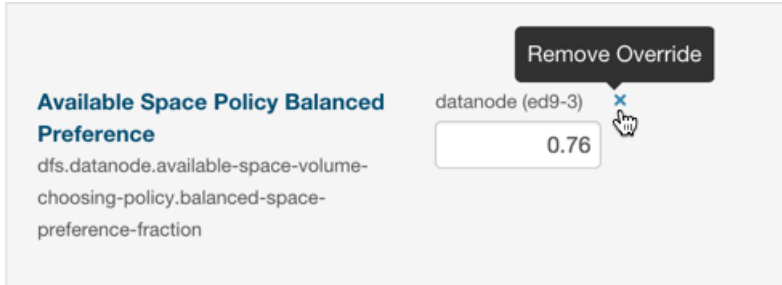 Remove Override
Available Space Policy Balanced
Preference
datanode (ed9-3) ×
0.76
dfs.datanode.available-space-volume-
choosing-policy.balanced-space-
preference-fraction